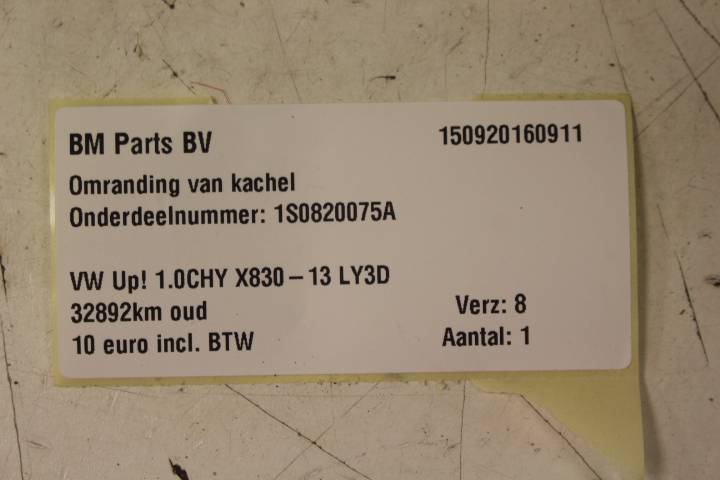 BM Parts BV 150920160911
Omranding van kachel
Onderdeelnummer: 1S0820075A
VW Up! 1.0CHY X830-13 LY3D
32892km oud Verz: 8
10 euro incl. BTW Aantal: 1